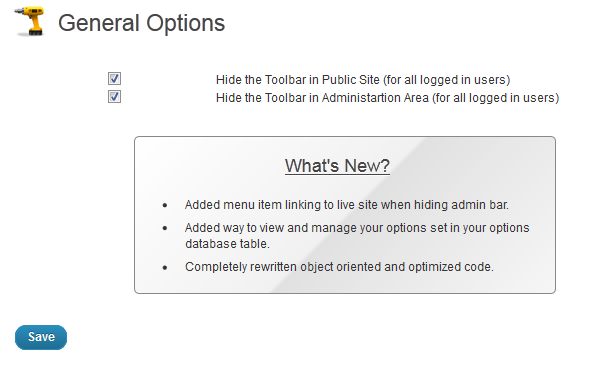 General Options
Hide the Toolbar in Public Site (for all logged in users)
Hide the Toolbar in Administartion Area (for all logged in users)
What's New?
Added menu item linking to live site when hiding admin bar.
Added way to view and manage your options set in your options
database table.
Completely rewritten object oriented and optimized code.
Save